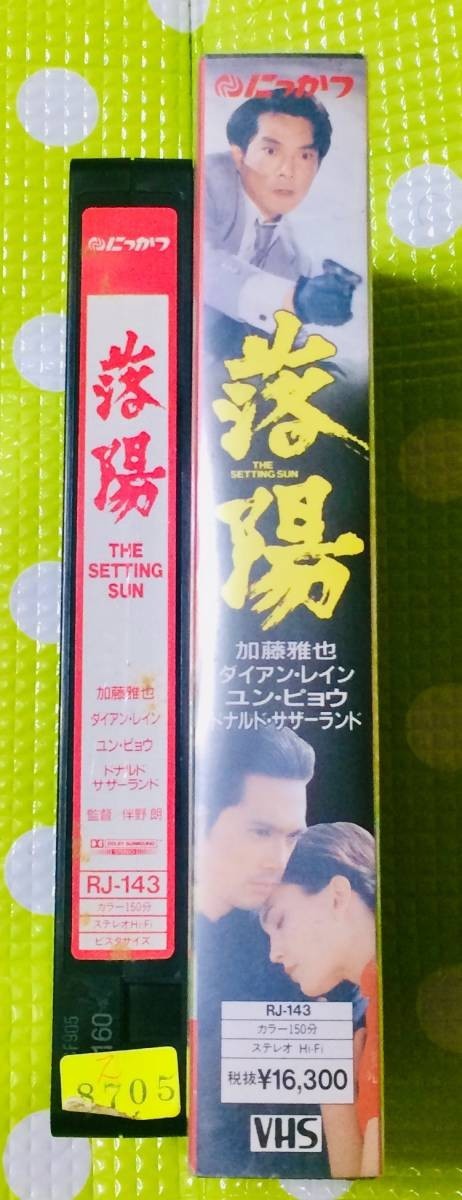 にっかつ
落陽
THE
SETTING
SUN
加藤雅也
ダイアン・レイン
ユン・ピョウ
ドナルド
サザーランド
監督 伴野 朗
DOLBY SURROUND
STEREO
RJ-143
カラー150分
ステレオ Hi-Fi
ビスタサイズ
160
8705
にっかつ
落陽
THE
SETTING SUN
加藤雅也
ダイアン・レイン
ユン・ピョウ
ドナルド・サザーランド
RJ-143
カラー150分
ステレオ Hi-Fi
税抜¥16,300
VHS